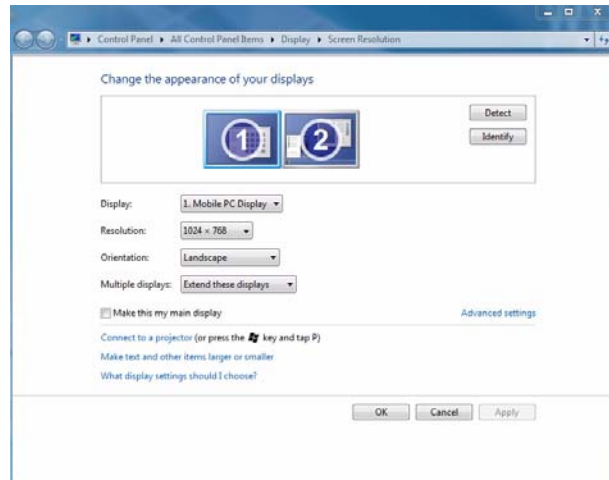 Control Panel ▸ All Control Panel Items ▸ Display ▸ Screen Resolution
Change the appearance of your displays
1 2
Detect
Identify
Display: 1. Mobile PC Display
Resolution: 1024 × 768
Orientation: Landscape
Multiple displays: Extend these displays
Make this my main display Advanced settings
Connect to a projector (or press the key and tap P)
Make text and other items larger or smaller
What display settings should I choose?
OK Cancel Apply